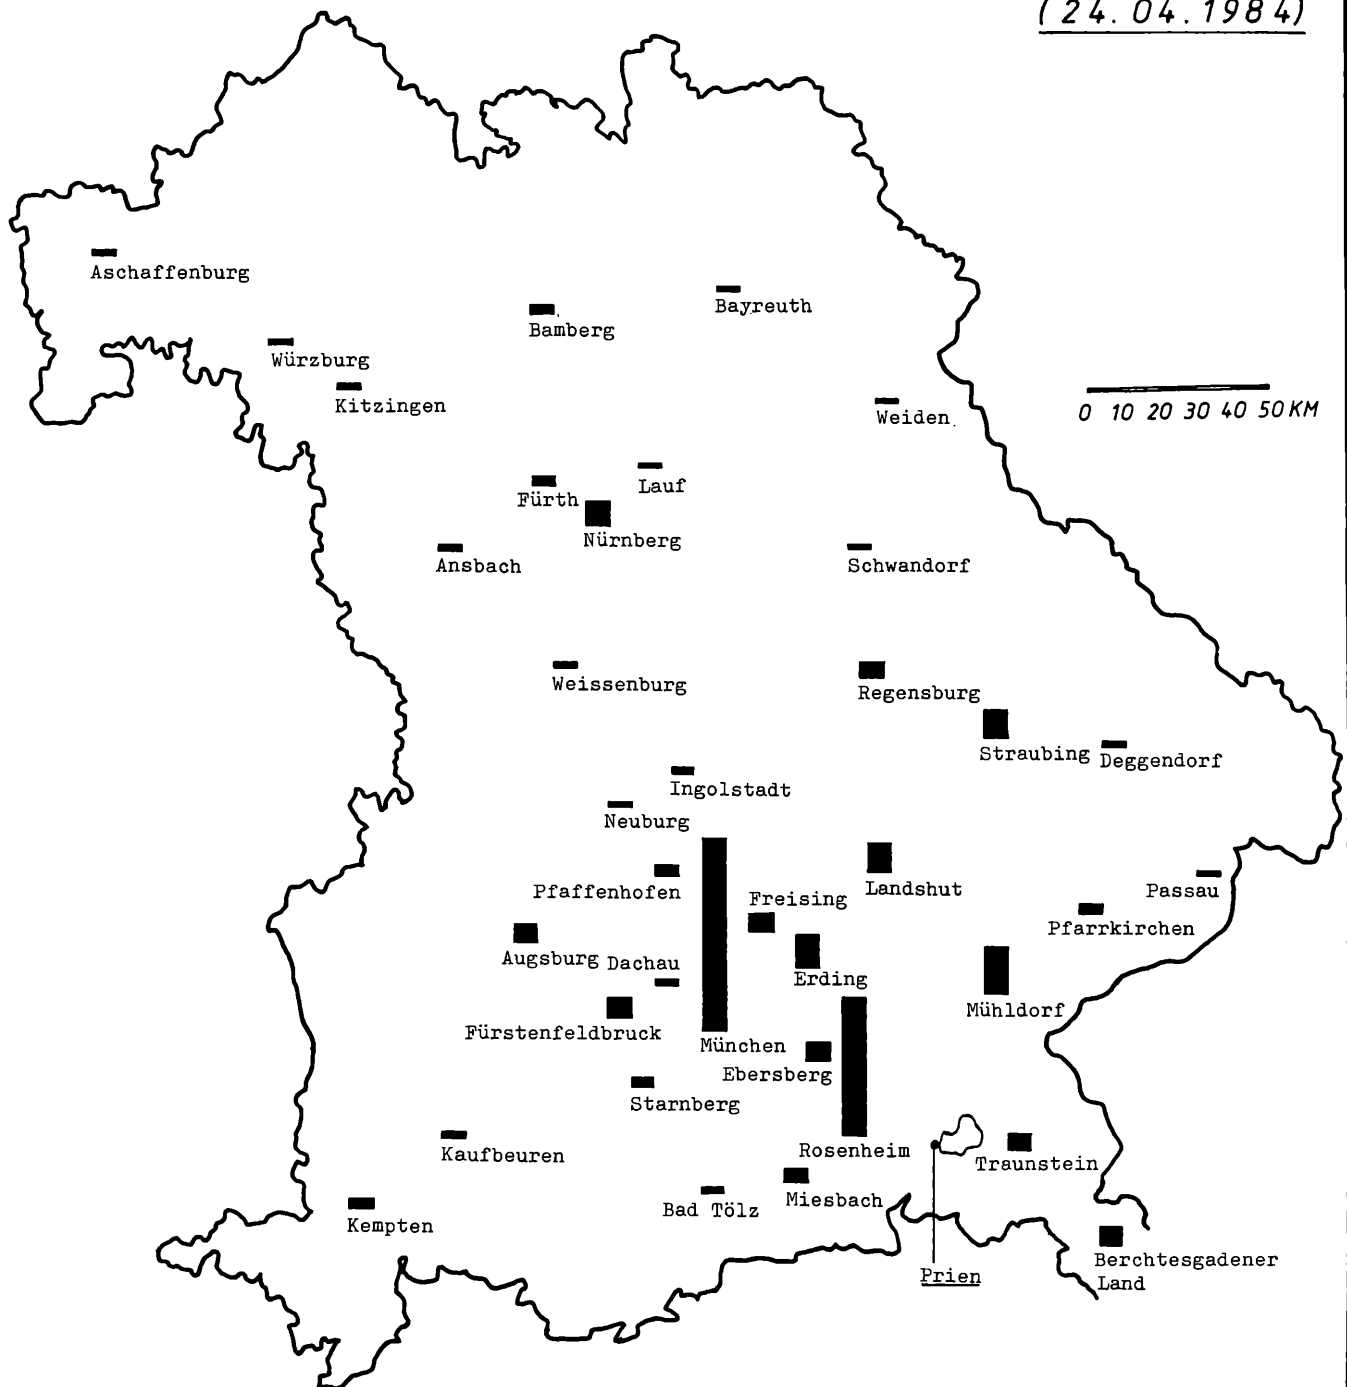 (24.04.1984)
Aschaffenburg
Bayreuth
Bamberg
Würzburg
Kitzingen
Weiden
0 10 20 30 40 50 KM
Lauf
Fürth
Nürnberg
Ansbach
Schwandorf
Weissenburg
Regensburg
Straubing
Deggendorf
Ingolstadt
Neuburg
Pfaffenhofen
Landshut
Passau
Freising
Pfarrkirchen
Augsburg
Dachau
Erding
Mühldorf
Fürstenfeldbruck
München
Ebersberg
Starnberg
Rosenheim
Kaufbeuren
Traunstein
Miesbach
Bad Tölz
Kempten
Berchtesgadener
Land
Prien